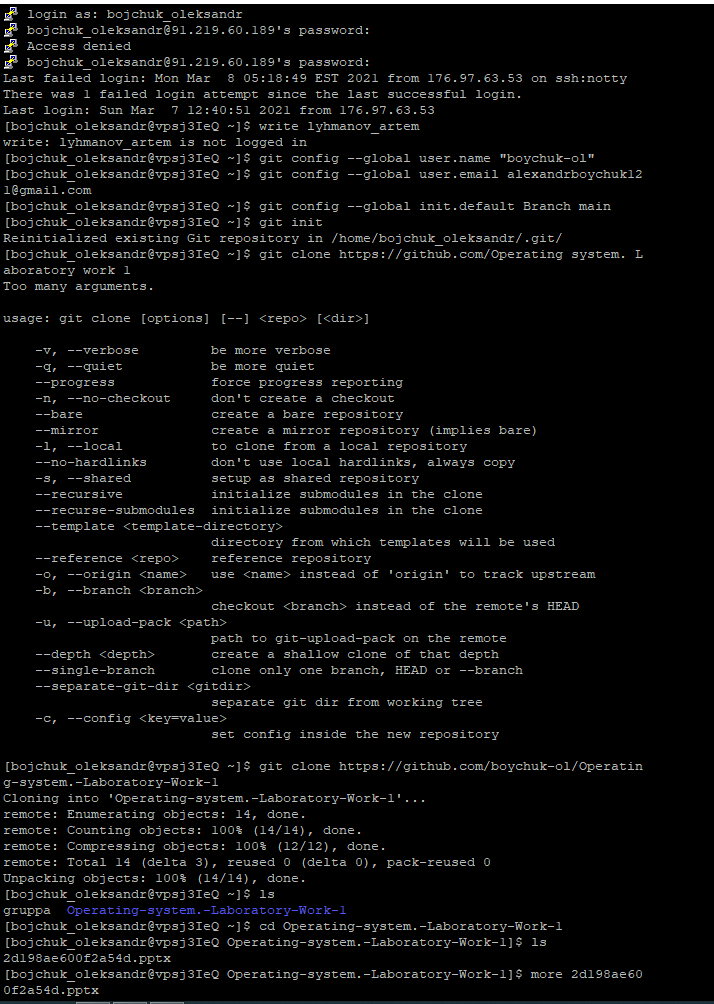 login as: bojchuk_oleksandr
bojchuk_oleksandr@91.219.60.189's password:
Access denied
bojchuk_oleksandr@91.219.60.189's password:
Last failed login: Mon Mar  8 05:18:49 EST 2021 from 176.97.63.53 on ssh:notty
There was 1 failed login attempt since the last successful login.
Last login: Sun Mar  7 12:40:51 2021 from 176.97.63.53
[bojchuk_oleksandr@vpsj3IeQ ~]$ write lyhmanov_artem
write: lyhmanov_artem is not logged in
[bojchuk_oleksandr@vpsj3IeQ ~]$ git config --global user.name "boychuk-ol"
[bojchuk_oleksandr@vpsj3IeQ ~]$ git config --global user.email alexandrboychuk12
1@gmail.com
[bojchuk_oleksandr@vpsj3IeQ ~]$ git config --global init.default Branch main
[bojchuk_oleksandr@vpsj3IeQ ~]$ git init
Reinitialized existing Git repository in /home/bojchuk_oleksandr/.git/
[bojchuk_oleksandr@vpsj3IeQ ~]$ git clone https://github.com/Operating system. L
aboratory work 1
Too many arguments.

usage: git clone [options] [--] <repo> [<dir>]

    -v, --verbose         be more verbose
    -q, --quiet           be more quiet
    --progress            force progress reporting
    -n, --no-checkout     don't create a checkout
    --bare                create a bare repository
    --mirror              create a mirror repository (implies bare)
    -l, --local           to clone from a local repository
    --no-hardlinks        don't use local hardlinks, always copy
    -s, --shared          setup as shared repository
    --recursive           initialize submodules in the clone
    --recurse-submodules  initialize submodules in the clone
    --template <template-directory>
                          directory from which templates will be used
    --reference <repo>    reference repository
    -o, --origin <name>   use <name> instead of 'origin' to track upstream
    -b, --branch <branch>
                          checkout <branch> instead of the remote's HEAD
    -u, --upload-pack <path>
                          path to git-upload-pack on the remote
    --depth <depth>       create a shallow clone of that depth
    --single-branch       clone only one branch, HEAD or --branch
    --separate-git-dir <gitdir>
                          separate git dir from working tree
    -c, --config <key=value>
                          set config inside the new repository

[bojchuk_oleksandr@vpsj3IeQ ~]$ git clone https://github.com/boychuk-ol/Operatin
g-system.-Laboratory-Work-1
Cloning into 'Operating-system.-Laboratory-Work-1'...
remote: Enumerating objects: 14, done.
remote: Counting objects: 100% (14/14), done.
remote: Compressing objects: 100% (12/12), done.
remote: Total 14 (delta 3), reused 0 (delta 0), pack-reused 0
Unpacking objects: 100% (14/14), done.
[bojchuk_oleksandr@vpsj3IeQ ~]$ ls
gruppa  Operating-system.-Laboratory-Work-1
[bojchuk_oleksandr@vpsj3IeQ ~]$ cd Operating-system.-Laboratory-Work-1
[bojchuk_oleksandr@vpsj3IeQ Operating-system.-Laboratory-Work-1]$ ls
2d198ae600f2a54d.pptx
[bojchuk_oleksandr@vpsj3IeQ Operating-system.-Laboratory-Work-1]$ more 2d198ae60
0f2a54d.pptx